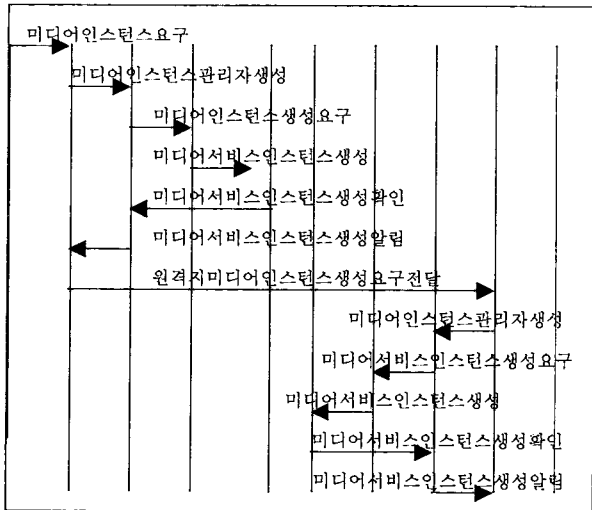 미디어인스턴스요구
미디어인스턴스관리자생성
미디어인스턴스생성요구
미디어서비스인스턴스생성
미디어서비스인스턴스생성확인
미디어서비스인스턴스생성알림
원격지미디어인스턴스생성요구전달
미디어인스턴스관리자생성
미디어서비스인스턴스생성요구
미디어서비스인스턴스생성
미디어서비스인스턴스생성확인
미디어서비스인스턴스생성알림